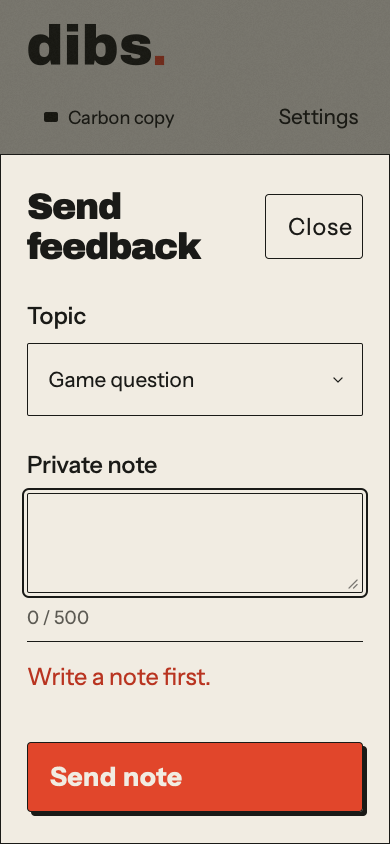 dibs.
Carbon copy
Settings
Send
feedback
Close
Topic
Game question
Private note
0 / 500
Write a note first.
Send note